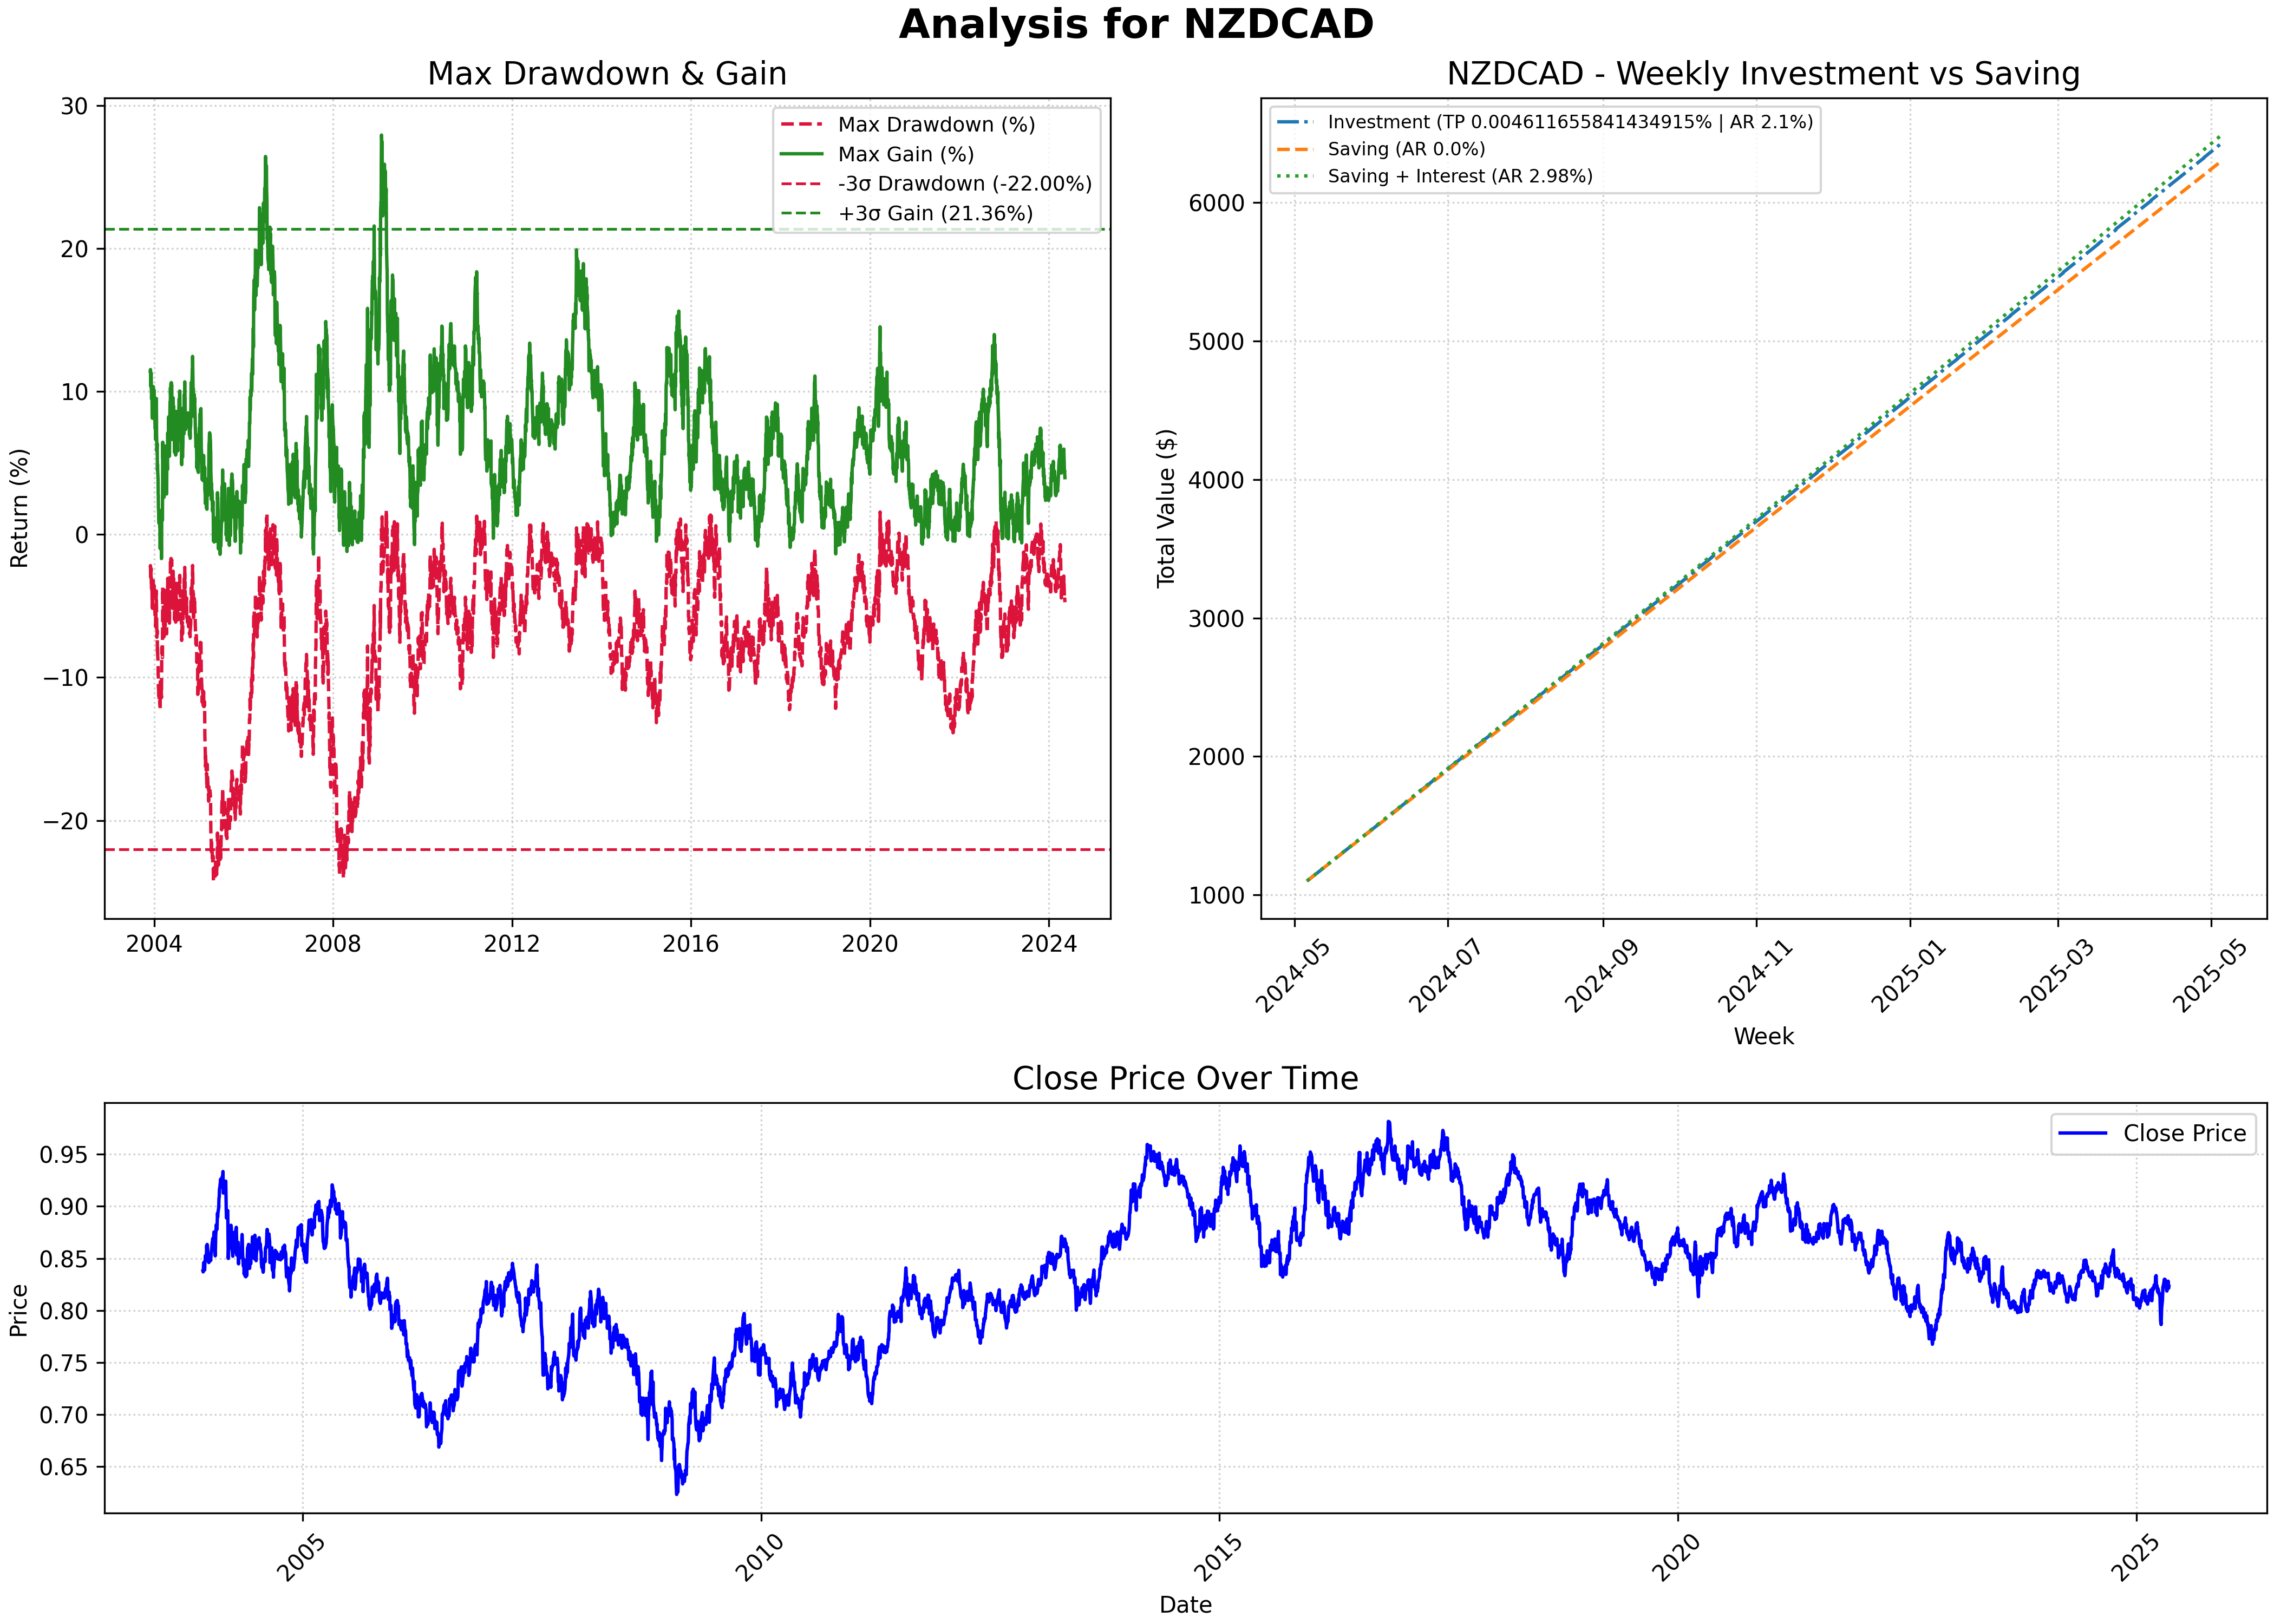 Analysis for NZDCAD
Max Drawdown & Gain
Return (%)
30
20
10
0
−10
−20
2004
2008
2012
2016
2020
2024
Max Drawdown (%)
Max Gain (%)
-3σ Drawdown (-22.00%)
+3σ Gain (21.36%)
NZDCAD - Weekly Investment vs Saving
Total Value ($)
6000
5000
4000
3000
2000
1000
2024-05
2024-07
2024-09
2024-11
2025-01
2025-03
2025-05
Week
Investment (TP 0.004611655841434915% | AR 2.1%)
Saving (AR 0.0%)
Saving + Interest (AR 2.98%)
Close Price Over Time
Price
0.95
0.90
0.85
0.80
0.75
0.70
0.65
2005
2010
2015
2020
2025
Date
Close Price